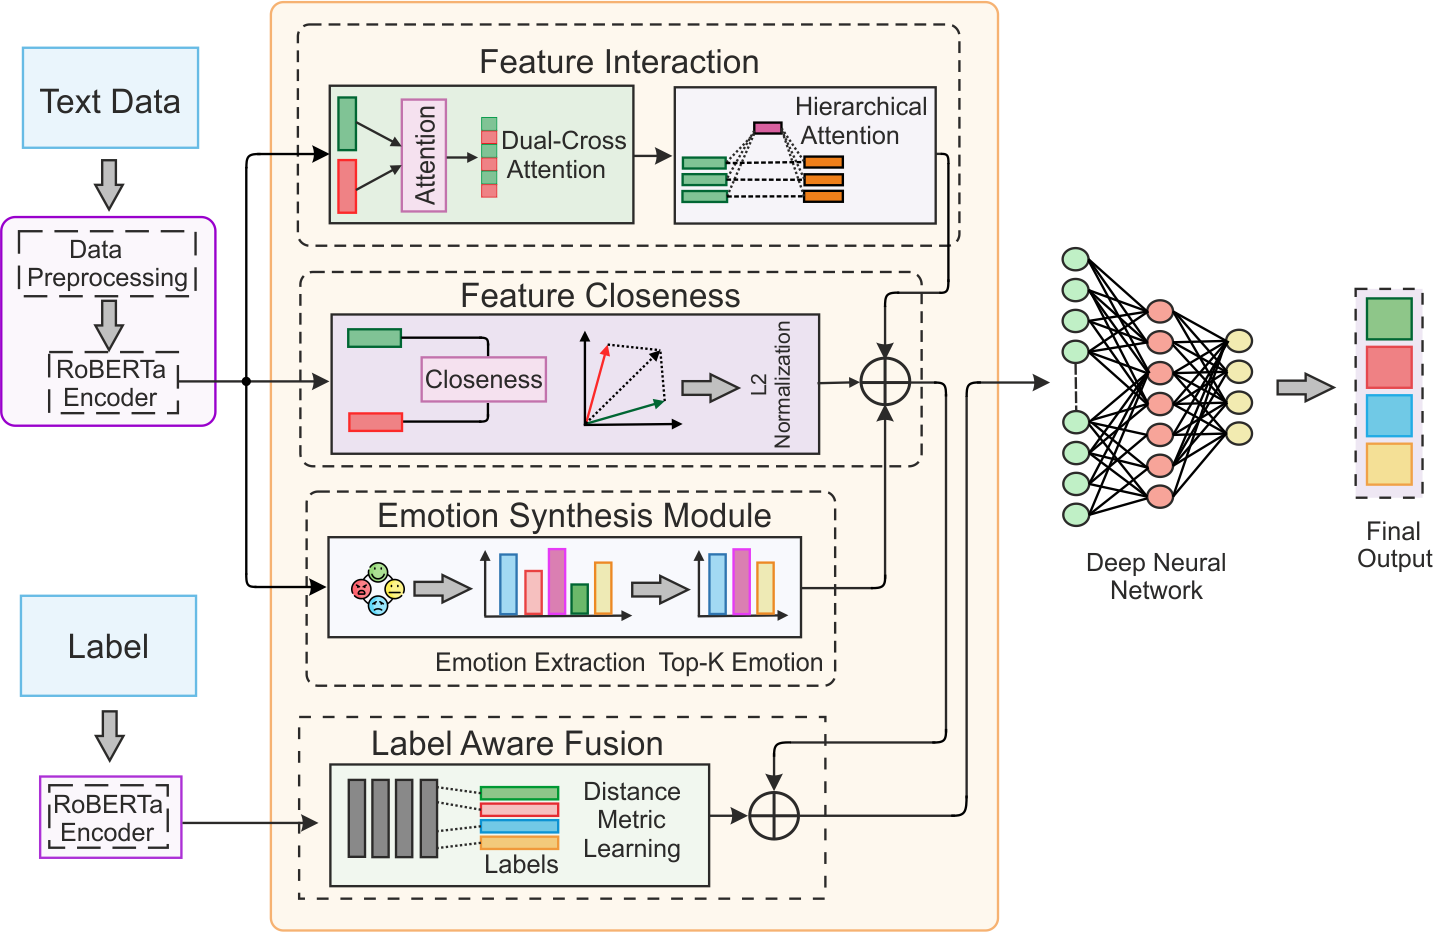 Text Data
Data
Preprocessing
RoBERTa
Encoder
Label
RoBERTa
Encoder
Feature Interaction
Attention
Dual-Cross
Attention
Hierarchical
Attention
Feature Closeness
Closeness
L2
Normalization
Emotion Synthesis Module
Emotion Extraction
Top-K Emotion
Label Aware Fusion
Labels
Distance
Metric
Learning
Deep Neural
Network
Final
Output